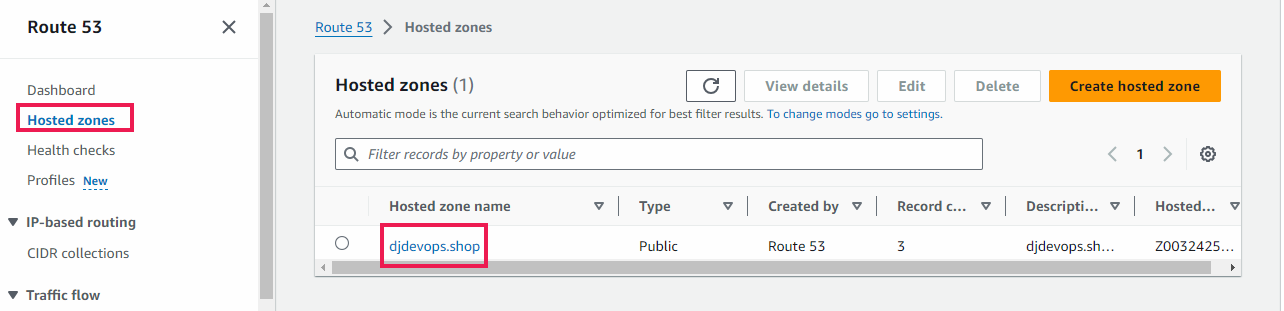 Route 53
Dashboard
Hosted zones
Health checks
Profiles New
IP-based routing
CIDR collections
Traffic flow
Route 53 > Hosted zones
Hosted zones (1)
View details Edit Delete Create hosted zone
Automatic mode is the current search behavior optimized for best filter results. To change modes go to settings.
Filter records by property or value
1
Hosted zone name Type Created by Record c... Descripti... Hosted...
djdevops.shop Public Route 53 3 djdevops.sh... Z0032425...